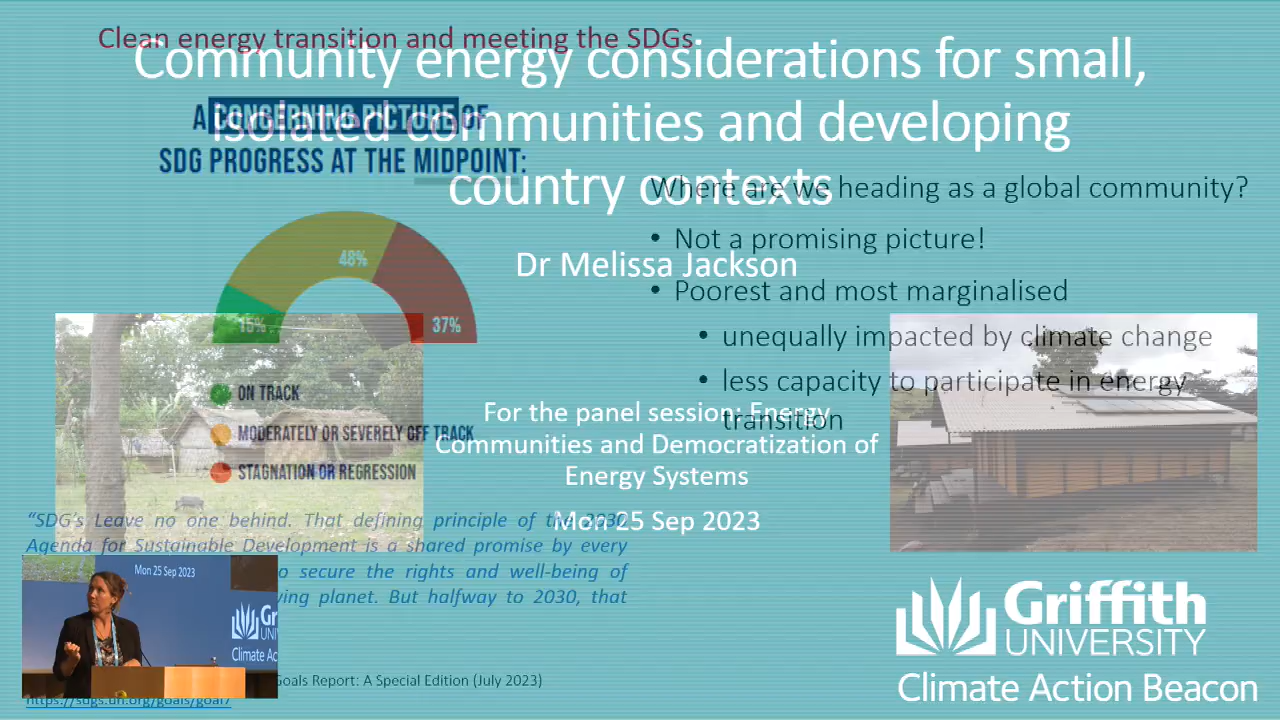 Clean energy transition and meeting the SDGs
Community energy considerations for small,
isolated communities and developing
country contexts
A CONCERNING PICTURE OF
SDG PROGRESS AT THE MIDPOINT:
48%
15%
37%
ON TRACK
MODERATELY OR SEVERELY OFF TRACK
STAGNATION OR REGRESSION
Where are we heading as a global community?
• Not a promising picture!
• Poorest and most marginalised
• unequally impacted by climate change
• less capacity to participate in energy
transition
Dr Melissa Jackson
For the panel session: Energy
Communities and Democratization of
Energy Systems
Mon 25 Sep 2023
“SDG’s Leave no one behind. That defining principle of the 2030
Agenda for Sustainable Development is a shared promise by every
o secure the rights and well-being of
ving planet. But halfway to 2030, that
Goals Report: A Special Edition (July 2023)
https://sdgs.un.org/goals/goal7
Mon 25 Sep 2023
Griffith
UNIVERSITY
Climate Action Beacon
Griff
UNIV
Climate Ac